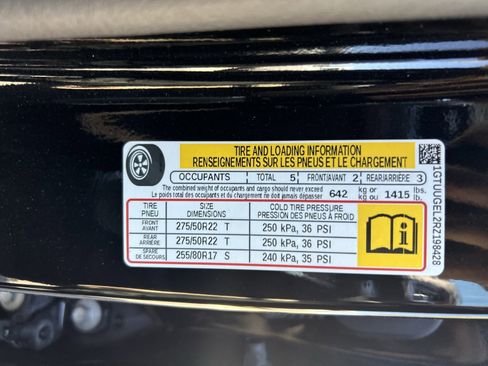 TIRE AND LOADING INFORMATION
RENSEIGNEMENTS SUR LES PNEUS ET LE CHARGEMENT
OCCUPANTS TOTAL 5 FRONT/AVANT 2 REAR/ARRIÈRE 3
The combined weight of occupants and cargo should never exceed 642 kg or 1415 lbs.
Le poids total des occupants et du chargement ne doit jamais dépasser kg ou lb.
TIRE SIZE COLD TIRE PRESSURE
PNEU DIMENSIONS PRESSION DES PNEUS À FROID
FRONT
AVANT 275/50R22 T 250 kPa, 36 PSI
REAR
ARRIÈRE 275/50R22 T 250 kPa, 36 PSI
SPARE
DE SECOURS 255/80R17 S 240 kPa, 35 PSI
i
1GTUUGEL2RZ198428